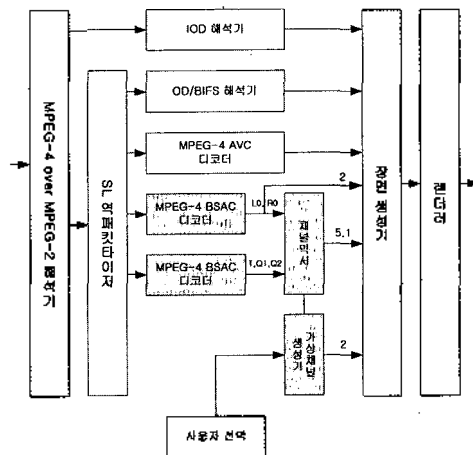 MPEG-4 over MPEG-2 해석기
SL 역패킷타이저
IOD 해석기
OD/BIFS 해석기
MPEG-4 AVC
디코더
MPEG-4 BSAC
디코더
L0, R0
2
MPEG-4 BSAC
디코더
T,Q1,Q2
채널믹서
5.1
가상채널
생성기
2
사용자 선택
장면 생성기
렌더러